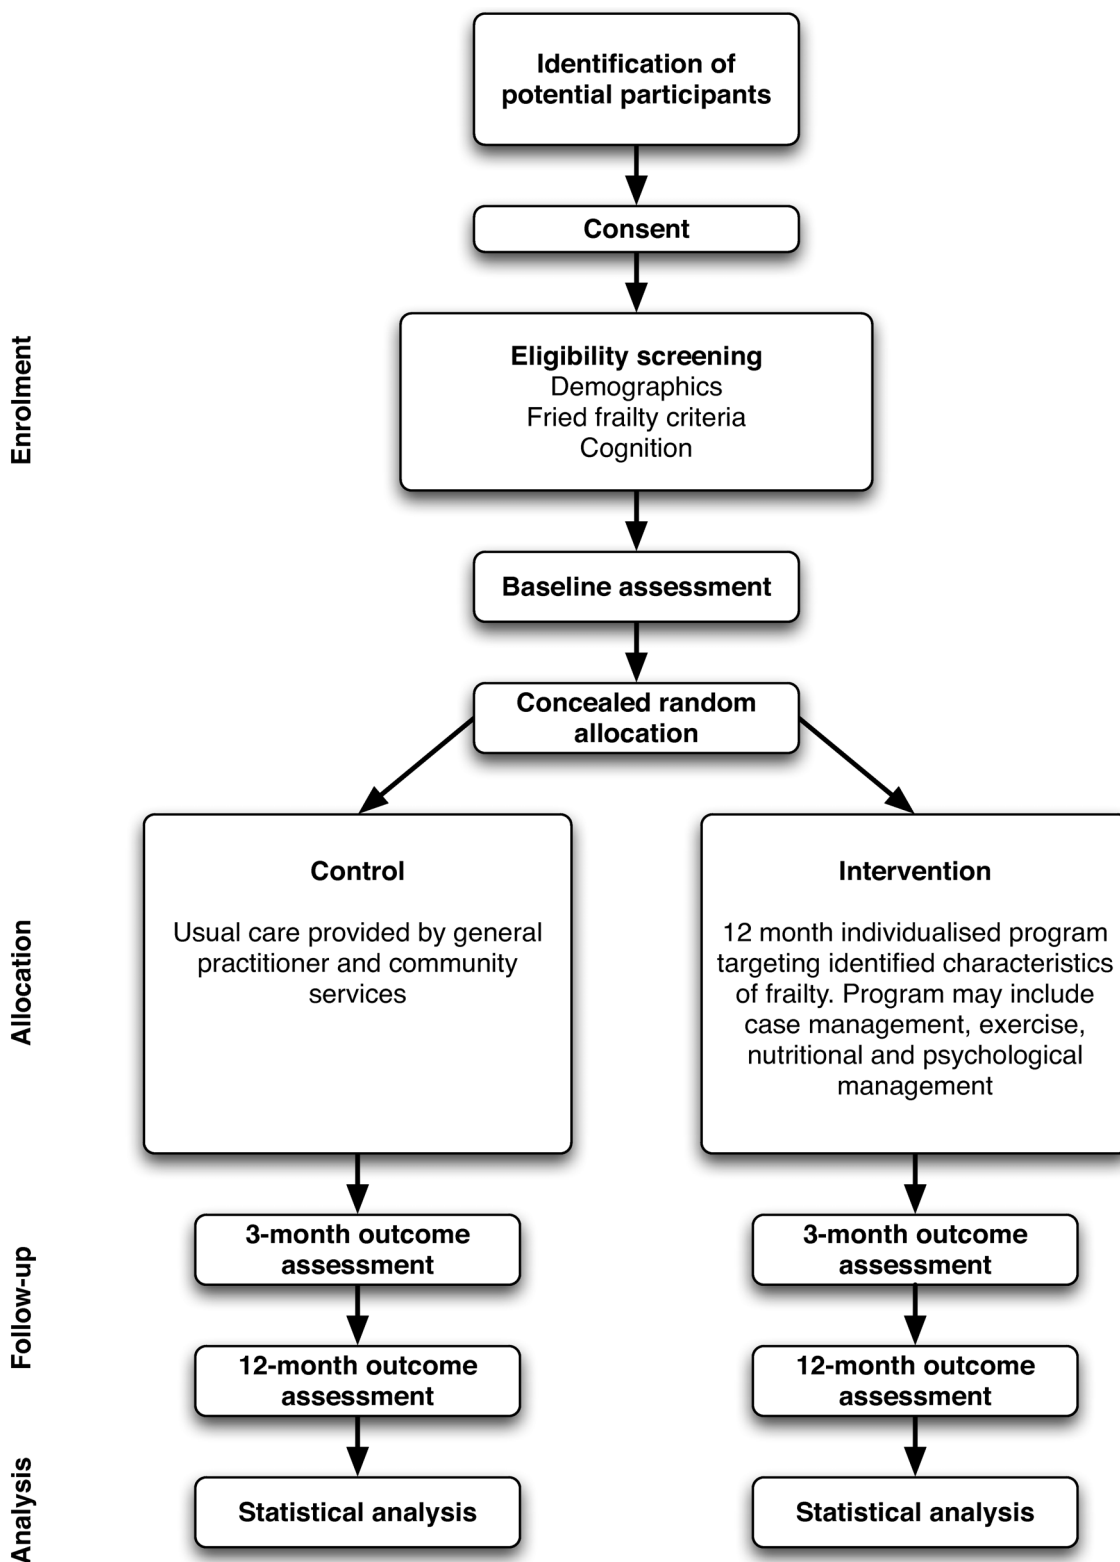 Identification of
potential participants
Consent
Enrolment
Eligibility screening
Demographics
Fried frailty criteria
Cognition
Baseline assessment
Concealed random
allocation
Allocation
Control
Usual care provided by general
practitioner and community
services
Intervention
12 month individualised program
targeting identified characteristics
of frailty. Program may include
case management, exercise,
nutritional and psychological
management
Follow-up
3-month outcome
assessment
3-month outcome
assessment
12-month outcome
assessment
12-month outcome
assessment
Analysis
Statistical analysis
Statistical analysis